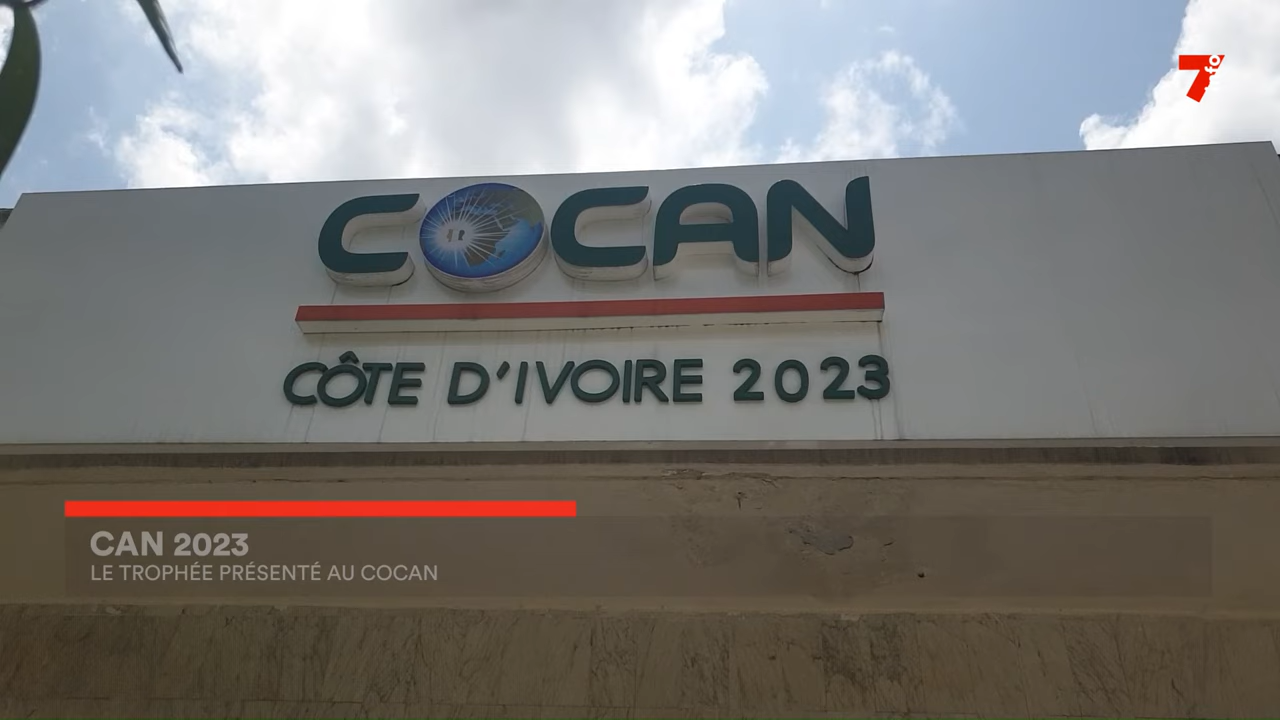 COCAN
CÔTE D'IVOIRE 2023
CAN 2023
LE TROPHÉE PRÉSENTÉ AU COCAN